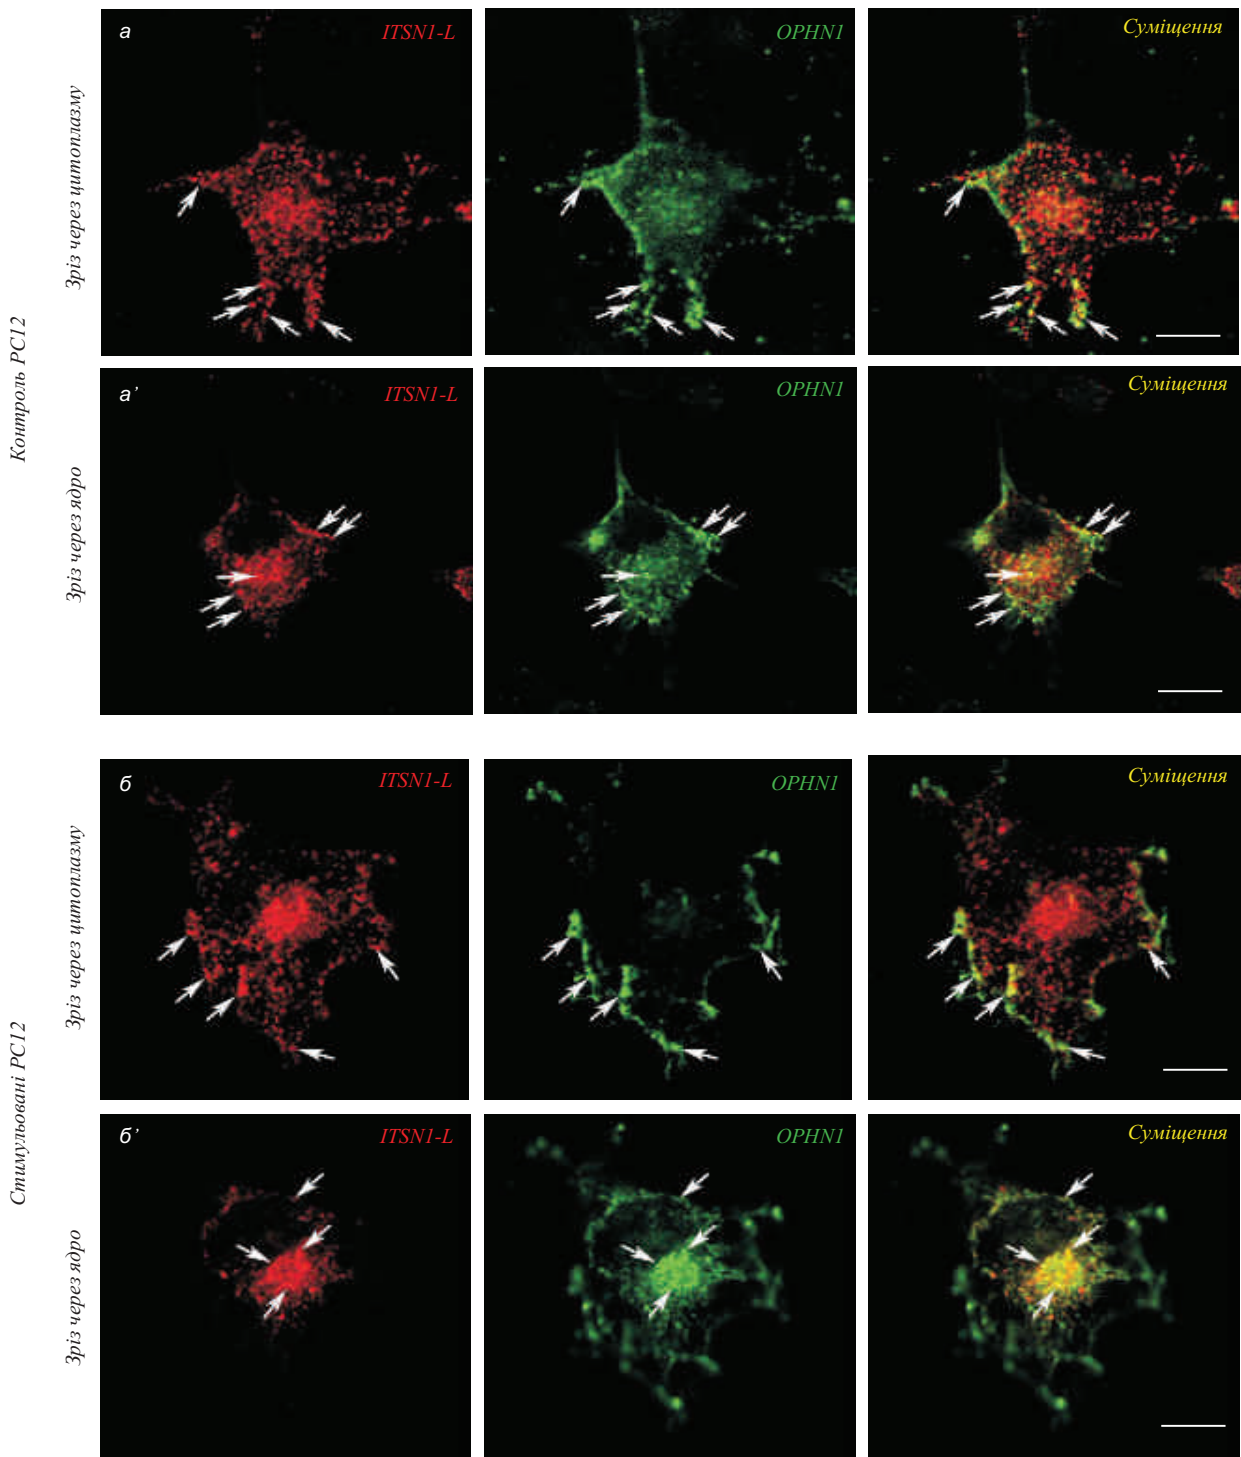 Контроль PC12
Зріз через цитоплазму
а
ITSN1-L
OPHN1
Суміщення
Зріз через ядро
а’
ITSN1-L
OPHN1
Суміщення
Стимульовані PC12
Зріз через цитоплазму
б
ITSN1-L
OPHN1
Суміщення
Зріз через ядро
б’
ITSN1-L
OPHN1
Суміщення